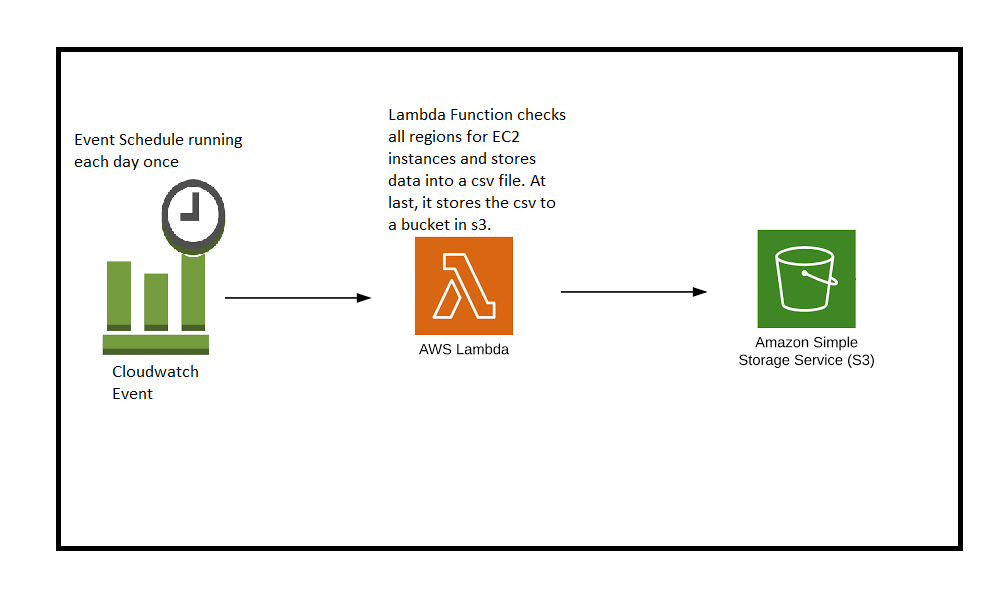 Event Schedule running
each day once
Cloudwatch
Event
Lambda Function checks
all regions for EC2
instances and stores
data into a csv file. At
last, it stores the csv to
a bucket in s3.
AWS Lambda
Amazon Simple
Storage Service (S3)